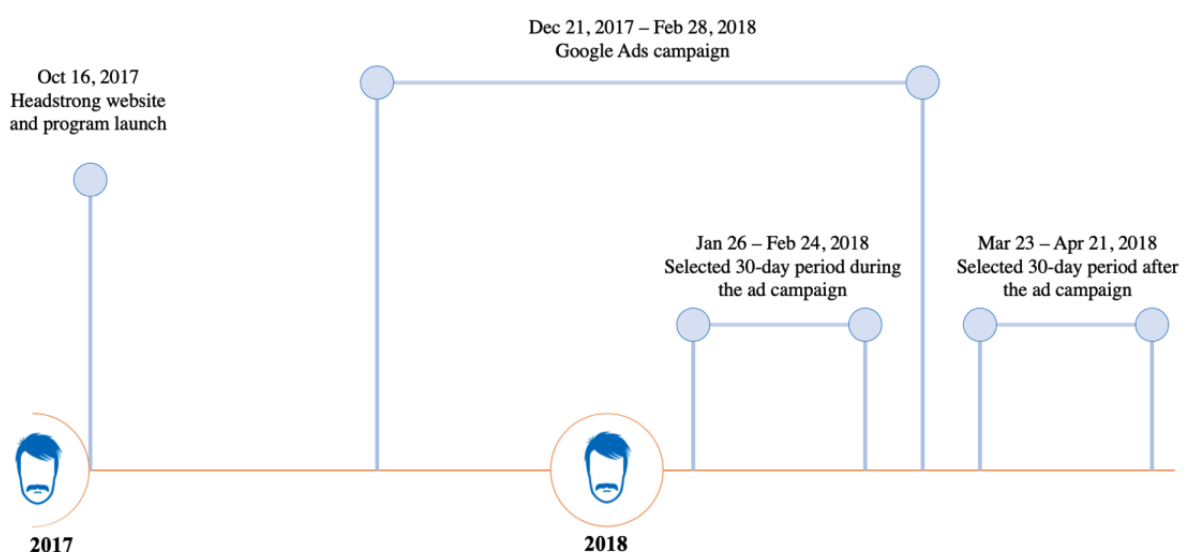 Dec 21, 2017 – Feb 28, 2018
Google Ads campaign
Oct 16, 2017
Headstrong website
and program launch
Jan 26 – Feb 24, 2018
Selected 30-day period during
the ad campaign
Mar 23 – Apr 21, 2018
Selected 30-day period after
the ad campaign
2017
2018